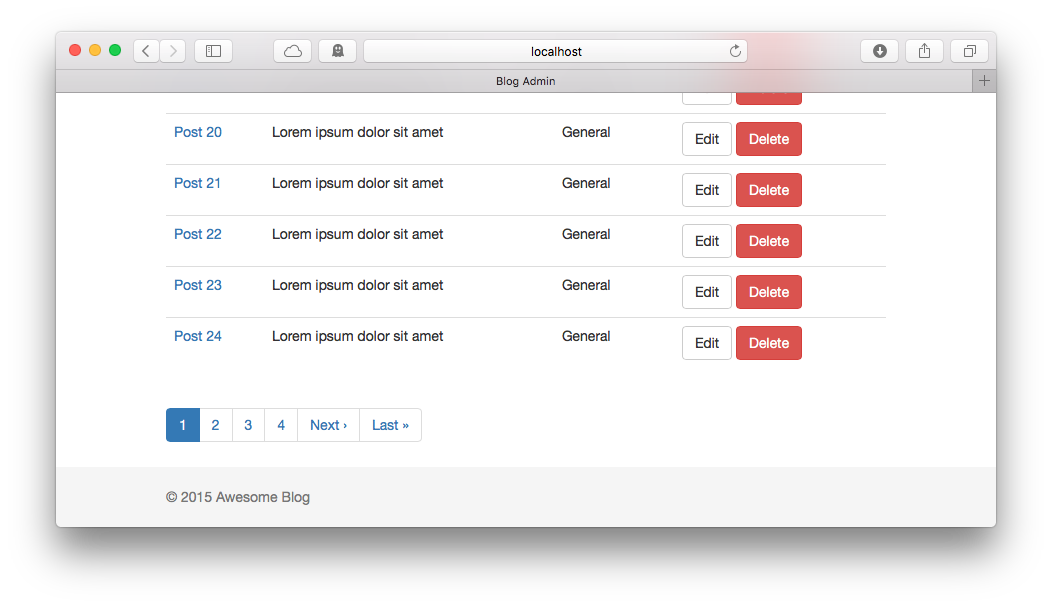 localhost
Blog Admin
Post 20 Lorem ipsum dolor sit amet General Edit Delete
Post 21 Lorem ipsum dolor sit amet General Edit Delete
Post 22 Lorem ipsum dolor sit amet General Edit Delete
Post 23 Lorem ipsum dolor sit amet General Edit Delete
Post 24 Lorem ipsum dolor sit amet General Edit Delete
1 2 3 4 Next › Last »
© 2015 Awesome Blog